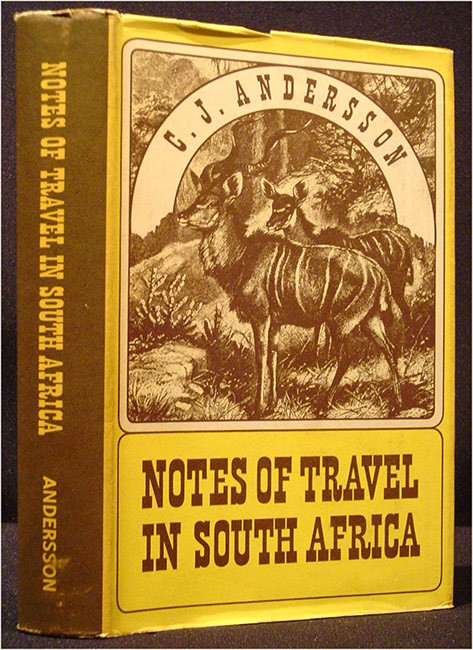 NOTES OF TRAVEL IN SOUTH AFRICA
ANDERSSON
C. J. ANDERSSON
NOTES OF TRAVEL
IN SOUTH AFRICA